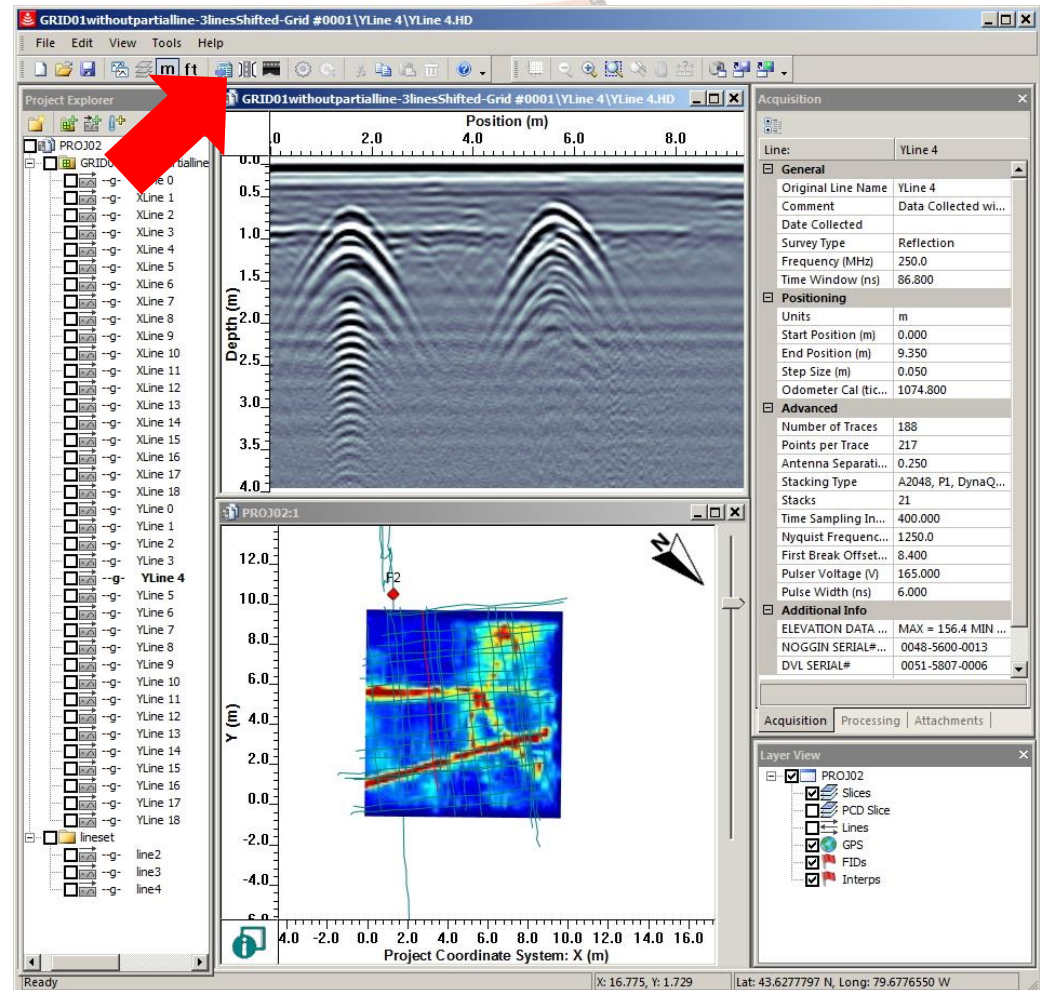 GRID01withoutpartialline-3linesShifted-Grid #0001\YLine 4\YLine 4.HD
File Edit View Tools Help
m ft
Project Explorer
PROJ02
--g- XLine 1
--g- XLine 2
--g- XLine 3
--g- XLine 4
--g- XLine 5
--g- XLine 6
--g- XLine 7
--g- XLine 8
--g- XLine 9
--g- XLine 10
--g- XLine 11
--g- XLine 12
--g- XLine 13
--g- XLine 14
--g- XLine 15
--g- XLine 16
--g- XLine 17
--g- XLine 18
--g- YLine 0
--g- YLine 1
--g- YLine 2
--g- YLine 3
--g- YLine 4
--g- YLine 5
--g- YLine 6
--g- YLine 7
--g- YLine 8
--g- YLine 9
--g- YLine 10
--g- YLine 11
--g- YLine 12
--g- YLine 13
--g- YLine 14
--g- YLine 15
--g- YLine 16
--g- YLine 17
--g- YLine 18
lineset
--g- line2
--g- line3
--g- line4
GRID01withoutpartialline-3linesShifted-Grid #0001\YLine 4\YLine 4.HD
Position (m)
.0 2.0 4.0 6.0 8.0
Depth (m)
0.0
0.5
1.0
1.5
2.0
2.5
3.0
3.5
4.0
PROJ02:1
N
F2
Y (m)
12.0
10.0
8.0
6.0
4.0
2.0
0.0
-2.0
-4.0
4.0 -2.0 0.0 2.0 4.0 6.0 8.0 10.0 12.0 14.0 16.0
Project Coordinate System: X (m)
Acquisition
Line: YLine 4
General
Original Line Name YLine 4
Comment Data Collected wi...
Date Collected
Survey Type Reflection
Frequency (MHz) 250.0
Time Window (ns) 86.800
Positioning
Units m
Start Position (m) 0.000
End Position (m) 9.350
Step Size (m) 0.050
Odometer Cal (tic... 1074.800
Advanced
Number of Traces 188
Points per Trace 217
Antenna Separati... 0.250
Stacking Type A2048, P1, DynaQ...
Stacks 21
Time Sampling In... 400.000
Nyquist Frequenc... 1250.0
First Break Offset... 8.400
Pulser Voltage (V) 165.000
Pulse Width (ns) 6.000
Additional Info
ELEVATION DATA ... MAX = 156.4 MIN ...
NOGGIN SERIAL#... 0048-5600-0013
DVL SERIAL# 0051-5807-0006
Acquisition Processing Attachments
Layer View
PROJ02
Slices
PCD Slice
Lines
GPS
FIDs
Interps
Ready
X: 16.775, Y: 1.729
Lat: 43.6277797 N, Long: 79.6776550 W